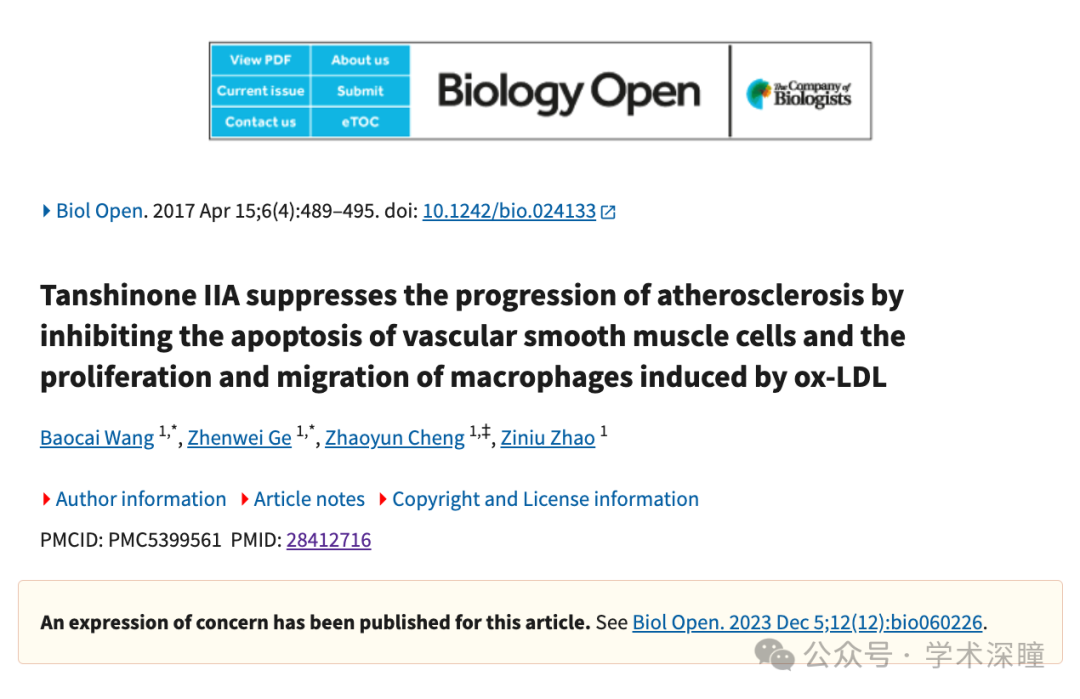 View PDF
About us
Current issue
Submit
Contact us
eTOC
Biology Open
The Company of
Biologists
Biol Open. 2017 Apr 15;6(4):489–495. doi: 10.1242/bio.024133
Tanshinone IIA suppresses the progression of atherosclerosis by
inhibiting the apoptosis of vascular smooth muscle cells and the
proliferation and migration of macrophages induced by ox-LDL
Baocai Wang 1,*, Zhenwei Ge 1,*, Zhaoyun Cheng 1,‡, Ziniu Zhao 1
Author information Article notes Copyright and License information
PMCID: PMC5399561 PMID: 28412716
An expression of concern has been published for this article. See Biol Open. 2023 Dec 5;12(12):bio060226.
公众号 · 学术深瞳